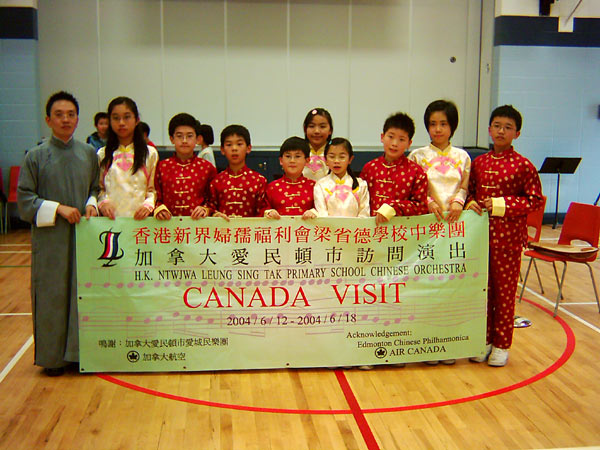 香港新界婦孺福利會梁省德學校中樂團
加拿大愛民頓市訪問演出
H.K. NTWJWA LEUNG SING TAK PRIMARY SCHOOL CHINESE ORCHESTRA
CANADA VISIT
2004 / 6 / 12 - 2004 / 6 / 18
鳴謝：加拿大愛民頓市愛城民樂團
加拿大航空
Acknowledgement:
Edmonton Chinese Philharmonica
AIR CANADA